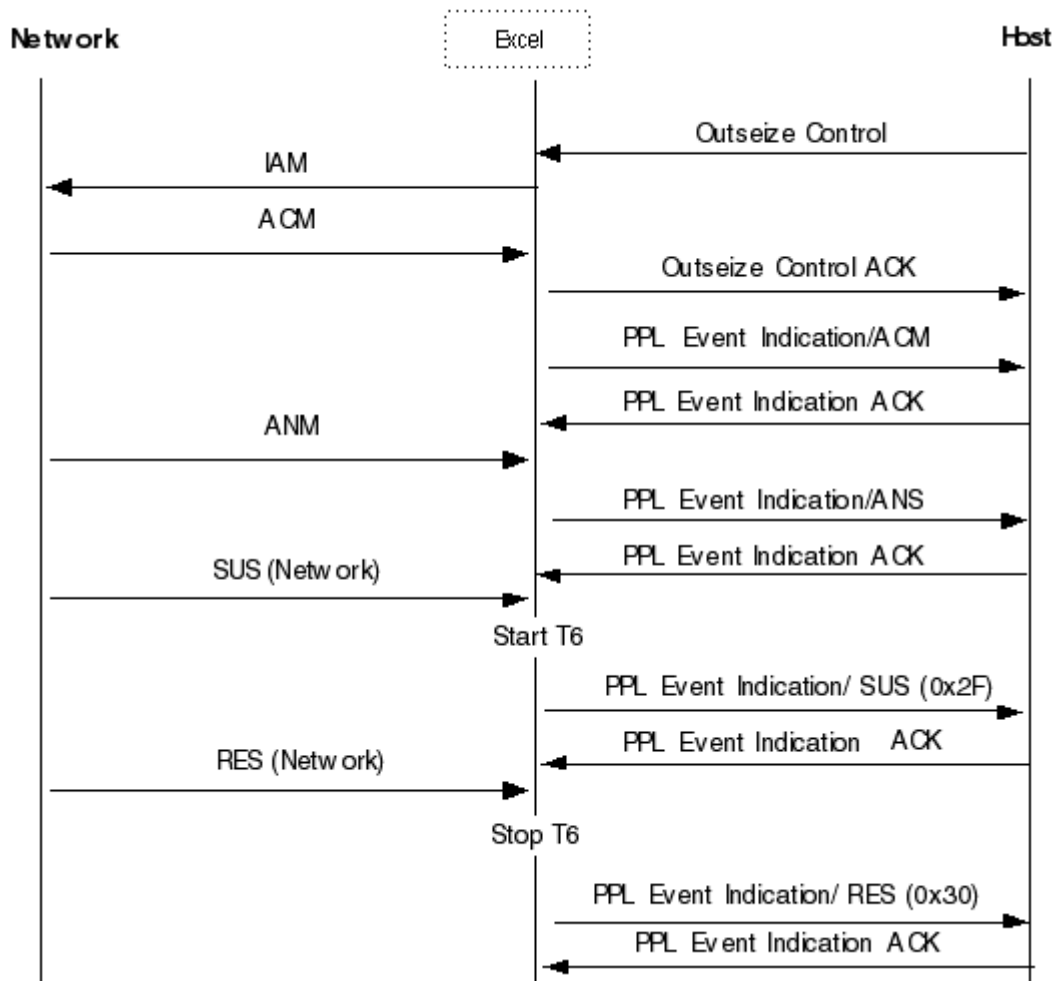 Network
Excel
Host
Outseize Control
IAM
ACM
Outseize Control ACK
PPL Event Indication/ACM
PPL Event Indication ACK
ANM
PPL Event Indication/ANS
PPL Event Indication ACK
SUS (Network)
Start T6
PPL Event Indication/ SUS (0x2F)
PPL Event Indication ACK
RES (Network)
Stop T6
PPL Event Indication/ RES (0x30)
PPL Event Indication ACK